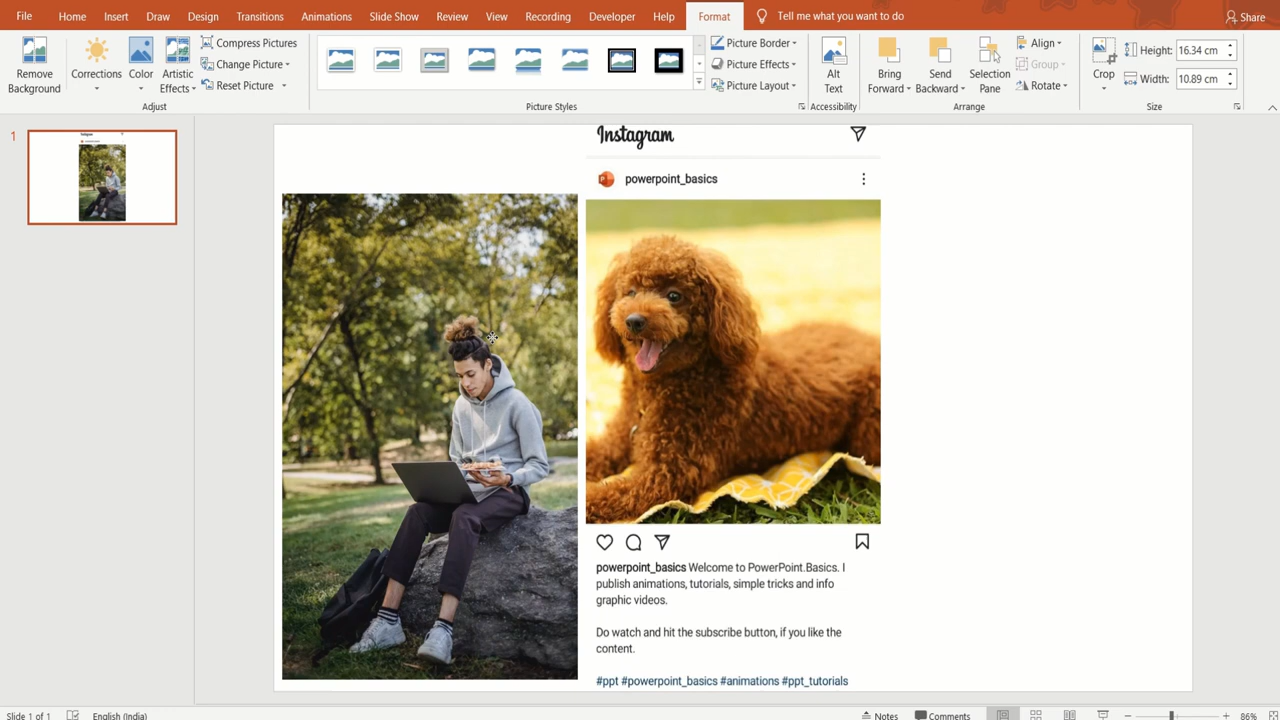 File Home Insert Draw Design Transitions Animations Slide Show Review View Recording Developer Help Format Tell me what you want to do Share
Remove Background
Corrections
Color
Artistic Effects
Compress Pictures
Change Picture
Reset Picture
Adjust
Picture Styles
Picture Border
Picture Effects
Picture Layout
Alt Text
Accessibility
Bring Forward
Send Backward
Selection Pane
Align
Group
Rotate
Arrange
Crop
Height: 16.34 cm
Width: 10.89 cm
Size
1
Instagram
powerpoint_basics
powerpoint_basics Welcome to PowerPoint.Basics. I
publish animations, tutorials, simple tricks and info
graphic videos.
Do watch and hit the subscribe button, if you like the
content.
#ppt #powerpoint_basics #animations #ppt_tutorials
Slide 1 of 1 English (India) Notes Comments 86%